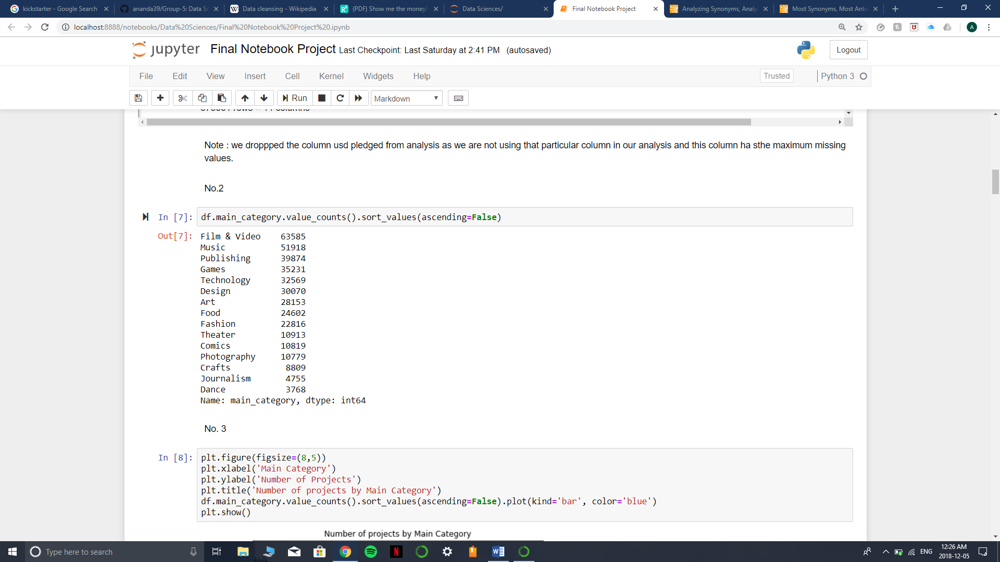 kickstarter - Google Search
ananda39/Group-5: Data Sc
Data cleansing - Wikipedia
(PDF) Show me the money!
Data Sciences/
Final Notebook Project
Analyzing Synonyms, Analy
Most Synonyms, Most Anto
localhost:8888/notebooks/Data%20Sciences/Final%20Notebook%20Project%20.ipynb
A
jupyter Final Notebook Project Last Checkpoint: Last Saturday at 2:41 PM (autosaved)
Logout
File Edit View Insert Cell Kernel Widgets Help
Trusted
Python 3
Run
Markdown
rows × columns
Note : we droppped the column usd pledged from analysis as we are not using that particular column in our analysis and this column ha sthe maximum missing
values.
No.2
In [7]: df.main_category.value_counts().sort_values(ascending=False)
Out[7]: Film & Video 63585
Music 51918
Publishing 39874
Games 35231
Technology 32569
Design 30070
Art 28153
Food 24602
Fashion 22816
Theater 10913
Comics 10819
Photography 10779
Crafts 8809
Journalism 4755
Dance 3768
Name: main_category, dtype: int64
No. 3
In [8]: plt.figure(figsize=(8,5))
plt.xlabel('Main Category')
plt.ylabel('Number of Projects')
plt.title('Number of projects by Main Category')
df.main_category.value_counts().sort_values(ascending=False).plot(kind='bar', color='blue')
plt.show()
Number of projects by Main Category
Type here to search
ENG
12:26 AM
2018-12-05